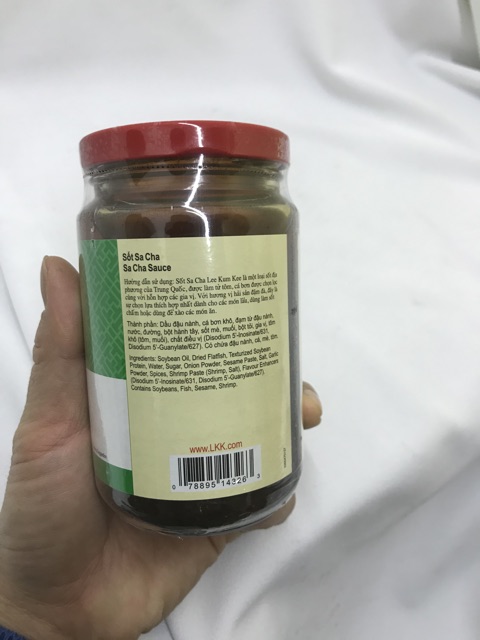 Sốt Sa Cha
Sa Cha Sauce
Hướng dẫn sử dụng: Sốt Sa Cha Lee Kum Kee là một loại sốt địa
phương của Trung Quốc, được làm từ tôm, cá bơn được chọn lọc
cùng với hỗn hợp các gia vị. Với hương vị hải sản đậm đà, đây là
sự chọn lựa thích hợp nhất dành cho các món lẩu, dùng làm sốt
chấm hoặc dùng để xào các món ăn.
Thành phần: Dầu đậu nành, cá bơn khô, đạm từ đậu nành,
nước, đường, bột hành tây, sốt mè, muối, bột tỏi, gia vị, tôm
khô (tôm, muối), chất điều vị (Disodium 5'-Inosinate/631,
Disodium 5'-Guanylate/627). Có chứa đậu nành, cá, mè, tôm.
Ingredients: Soybean Oil, Dried Flatfish, Texturized Soybean
Protein, Water, Sugar, Onion Powder, Sesame Paste, Salt, Garlic
Powder, Spices, Shrimp Paste (Shrimp, Salt), Flavour Enhancers
(Disodium 5'-Inosinate/631, Disodium 5'-Guanylate/627).
Contains Soybeans, Fish, Sesame, Shrimp.
www.LKK.com
0 78895 14326 3